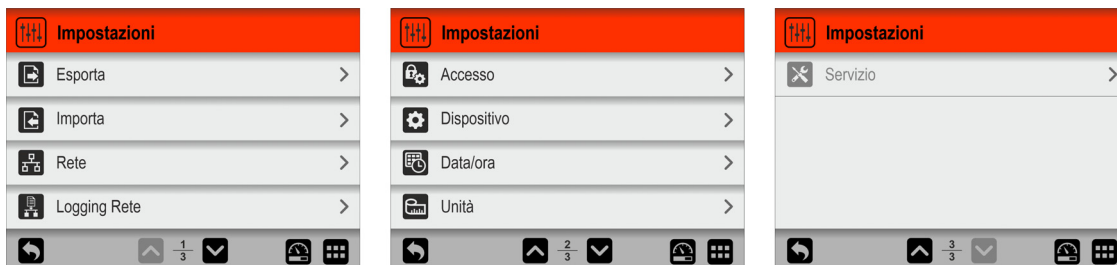 Impostazioni
Esporta
Importa
Rete
Logging Rete
1
3
Impostazioni
Accesso
Dispositivo
Data/ora
Unità
2
3
Impostazioni
Servizio
3
3